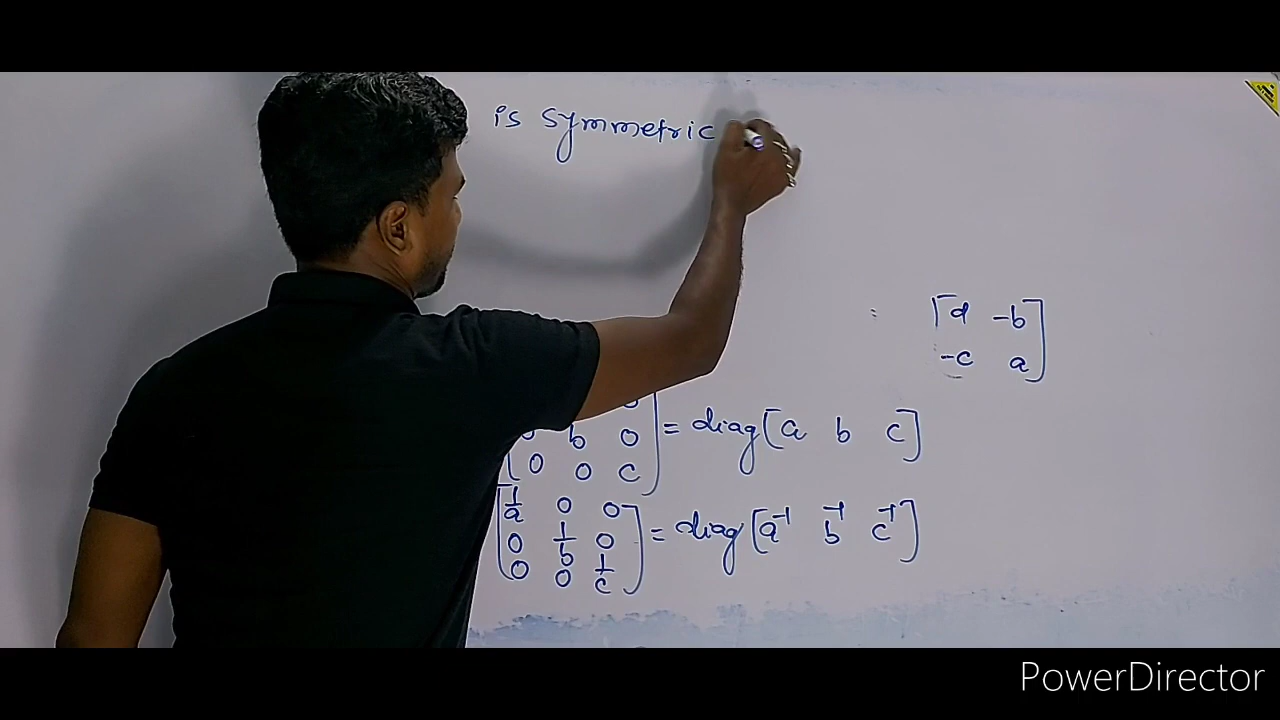 is symmetric
= [d -b
-c a]
0
b 0 = diag[a b c]
0 0 c]
[1/a 0 0
0 1/b 0 = diag[a⁻¹ b⁻¹ c⁻¹]
0 0 1/c]
PowerDirector